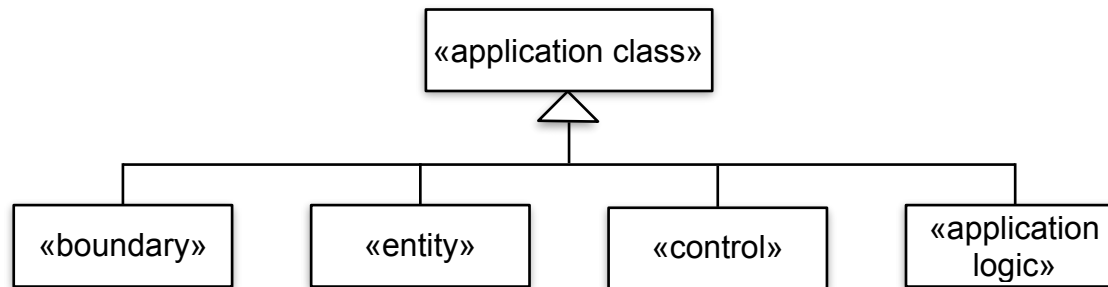 «application class»
«boundary»
«entity»
«control»
«application
logic»